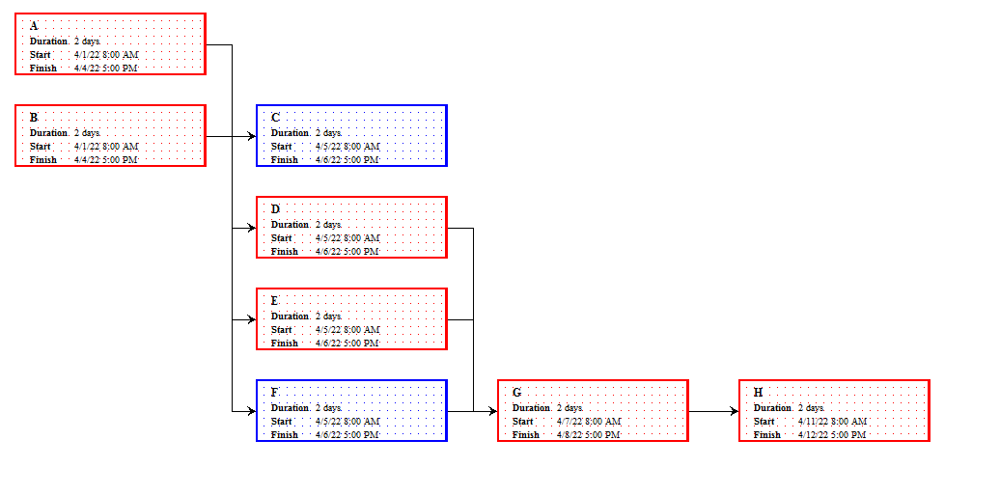 A
Duration 2 days
Start 4/1/22 8:00 AM
Finish 4/4/22 5:00 PM
B
Duration 2 days
Start 4/1/22 8:00 AM
Finish 4/4/22 5:00 PM
C
Duration 2 days
Start 4/5/22 8:00 AM
Finish 4/6/22 5:00 PM
D
Duration 2 days
Start 4/5/22 8:00 AM
Finish 4/6/22 5:00 PM
E
Duration 2 days
Start 4/5/22 8:00 AM
Finish 4/6/22 5:00 PM
F
Duration 2 days
Start 4/5/22 8:00 AM
Finish 4/6/22 5:00 PM
G
Duration 2 days
Start 4/7/22 8:00 AM
Finish 4/8/22 5:00 PM
H
Duration 2 days
Start 4/11/22 8:00 AM
Finish 4/12/22 5:00 PM